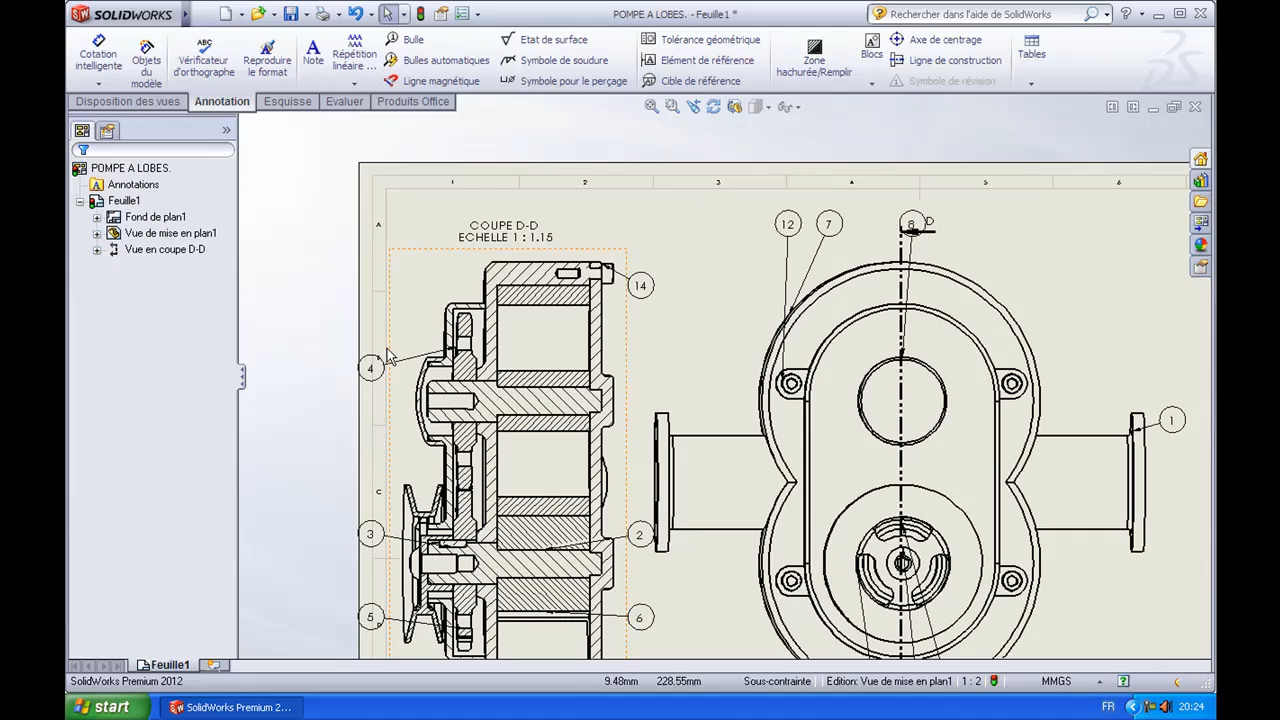 SOLIDWORKS
POMPE A LOBES. - Feuille1 *
Rechercher dans l'aide de SolidWorks
Cotation intelligente
Objets du modèle
ABC
Vérificateur d'orthographe
Reproduire le format
A
Note
Répétition linéaire ...
Bulle
Bulles automatiques
Ligne magnétique
Etat de surface
Symbole de soudure
Symbole pour le perçage
Tolérance géométrique
Elément de référence
Cible de référence
Zone hachurée/Remplir
Blocs
Axe de centrage
Ligne de construction
Symbole de révision
Tables
Disposition des vues
Annotation
Esquisse
Evaluer
Produits Office
POMPE A LOBES.
Annotations
Feuille1
Fond de plan1
Vue de mise en plan1
Vue en coupe D-D
1 2 3 4 5 6
A
C
COUPE D-D
ECHELLE 1 : 1.15
12
7
8
D
14
4
1
3
2
5
6
Feuille1
SolidWorks Premium 2012
9.48mm
228.55mm
Sous-contrainte
Edition: Vue de mise en plan1
1 : 2
MMGS
start
SolidWorks Premium 2...
FR
20:24